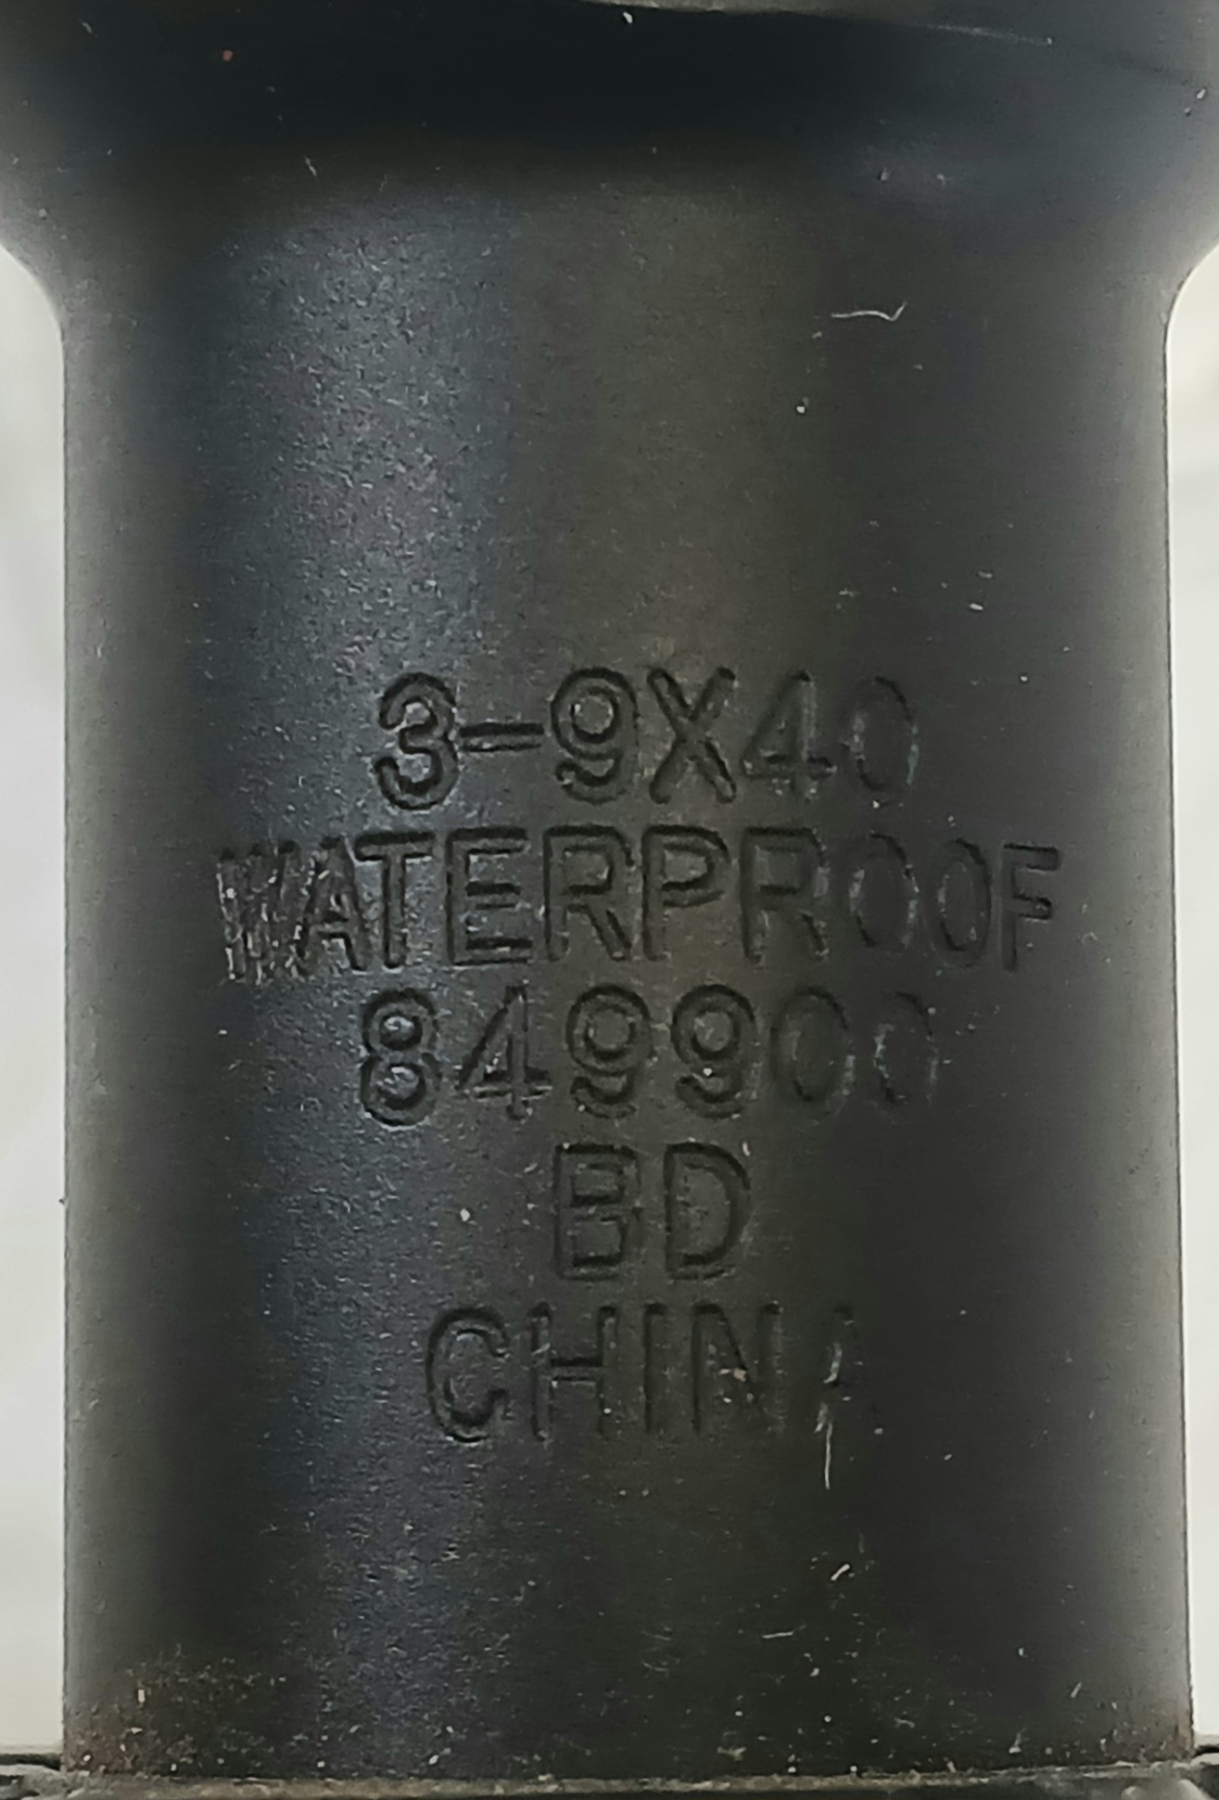 3-9X40
WATERPROOF
849900
BD
CHINA